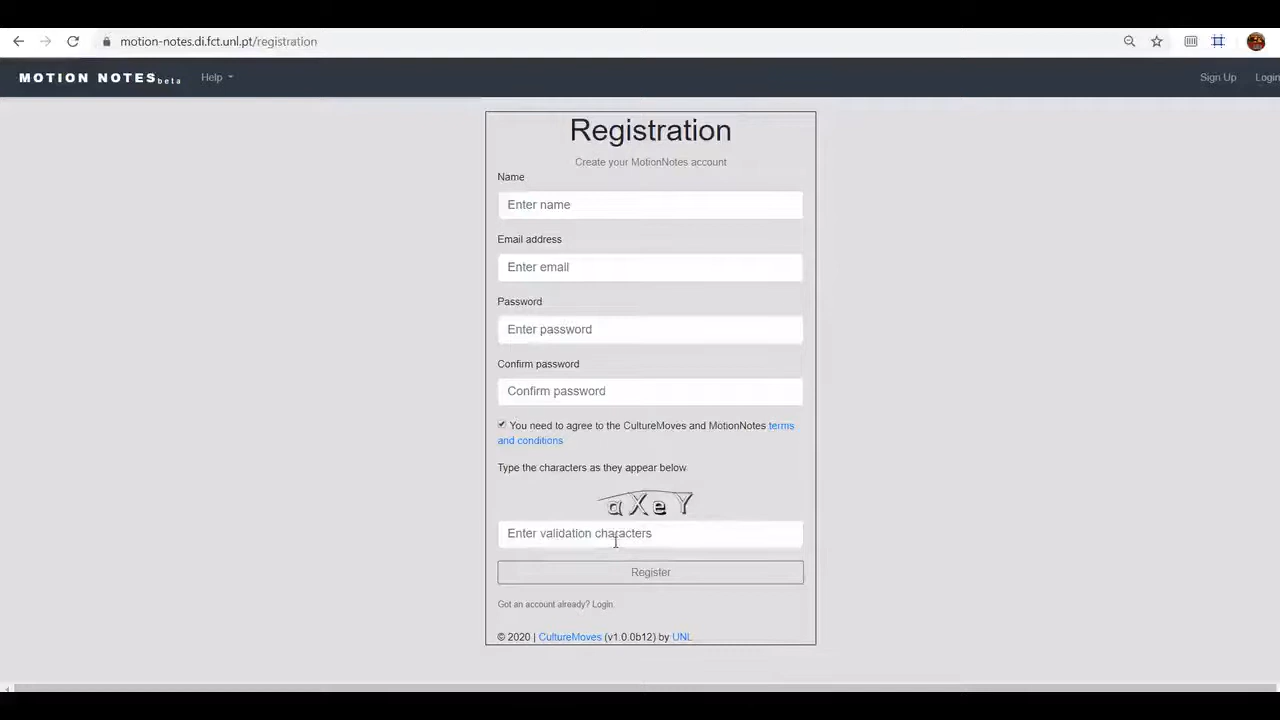 motion-notes.di.fct.unl.pt/registration
MOTION NOTESbeta Help Sign Up Login
Registration
Create your MotionNotes account
Name
Enter name
Email address
Enter email
Password
Enter password
Confirm password
Confirm password
You need to agree to the CultureMoves and MotionNotes terms
and conditions
Type the characters as they appear below.
aXeY
Enter validation characters
Register
Got an account already? Login.
© 2020 | CultureMoves (v1.0.0b12) by UNL